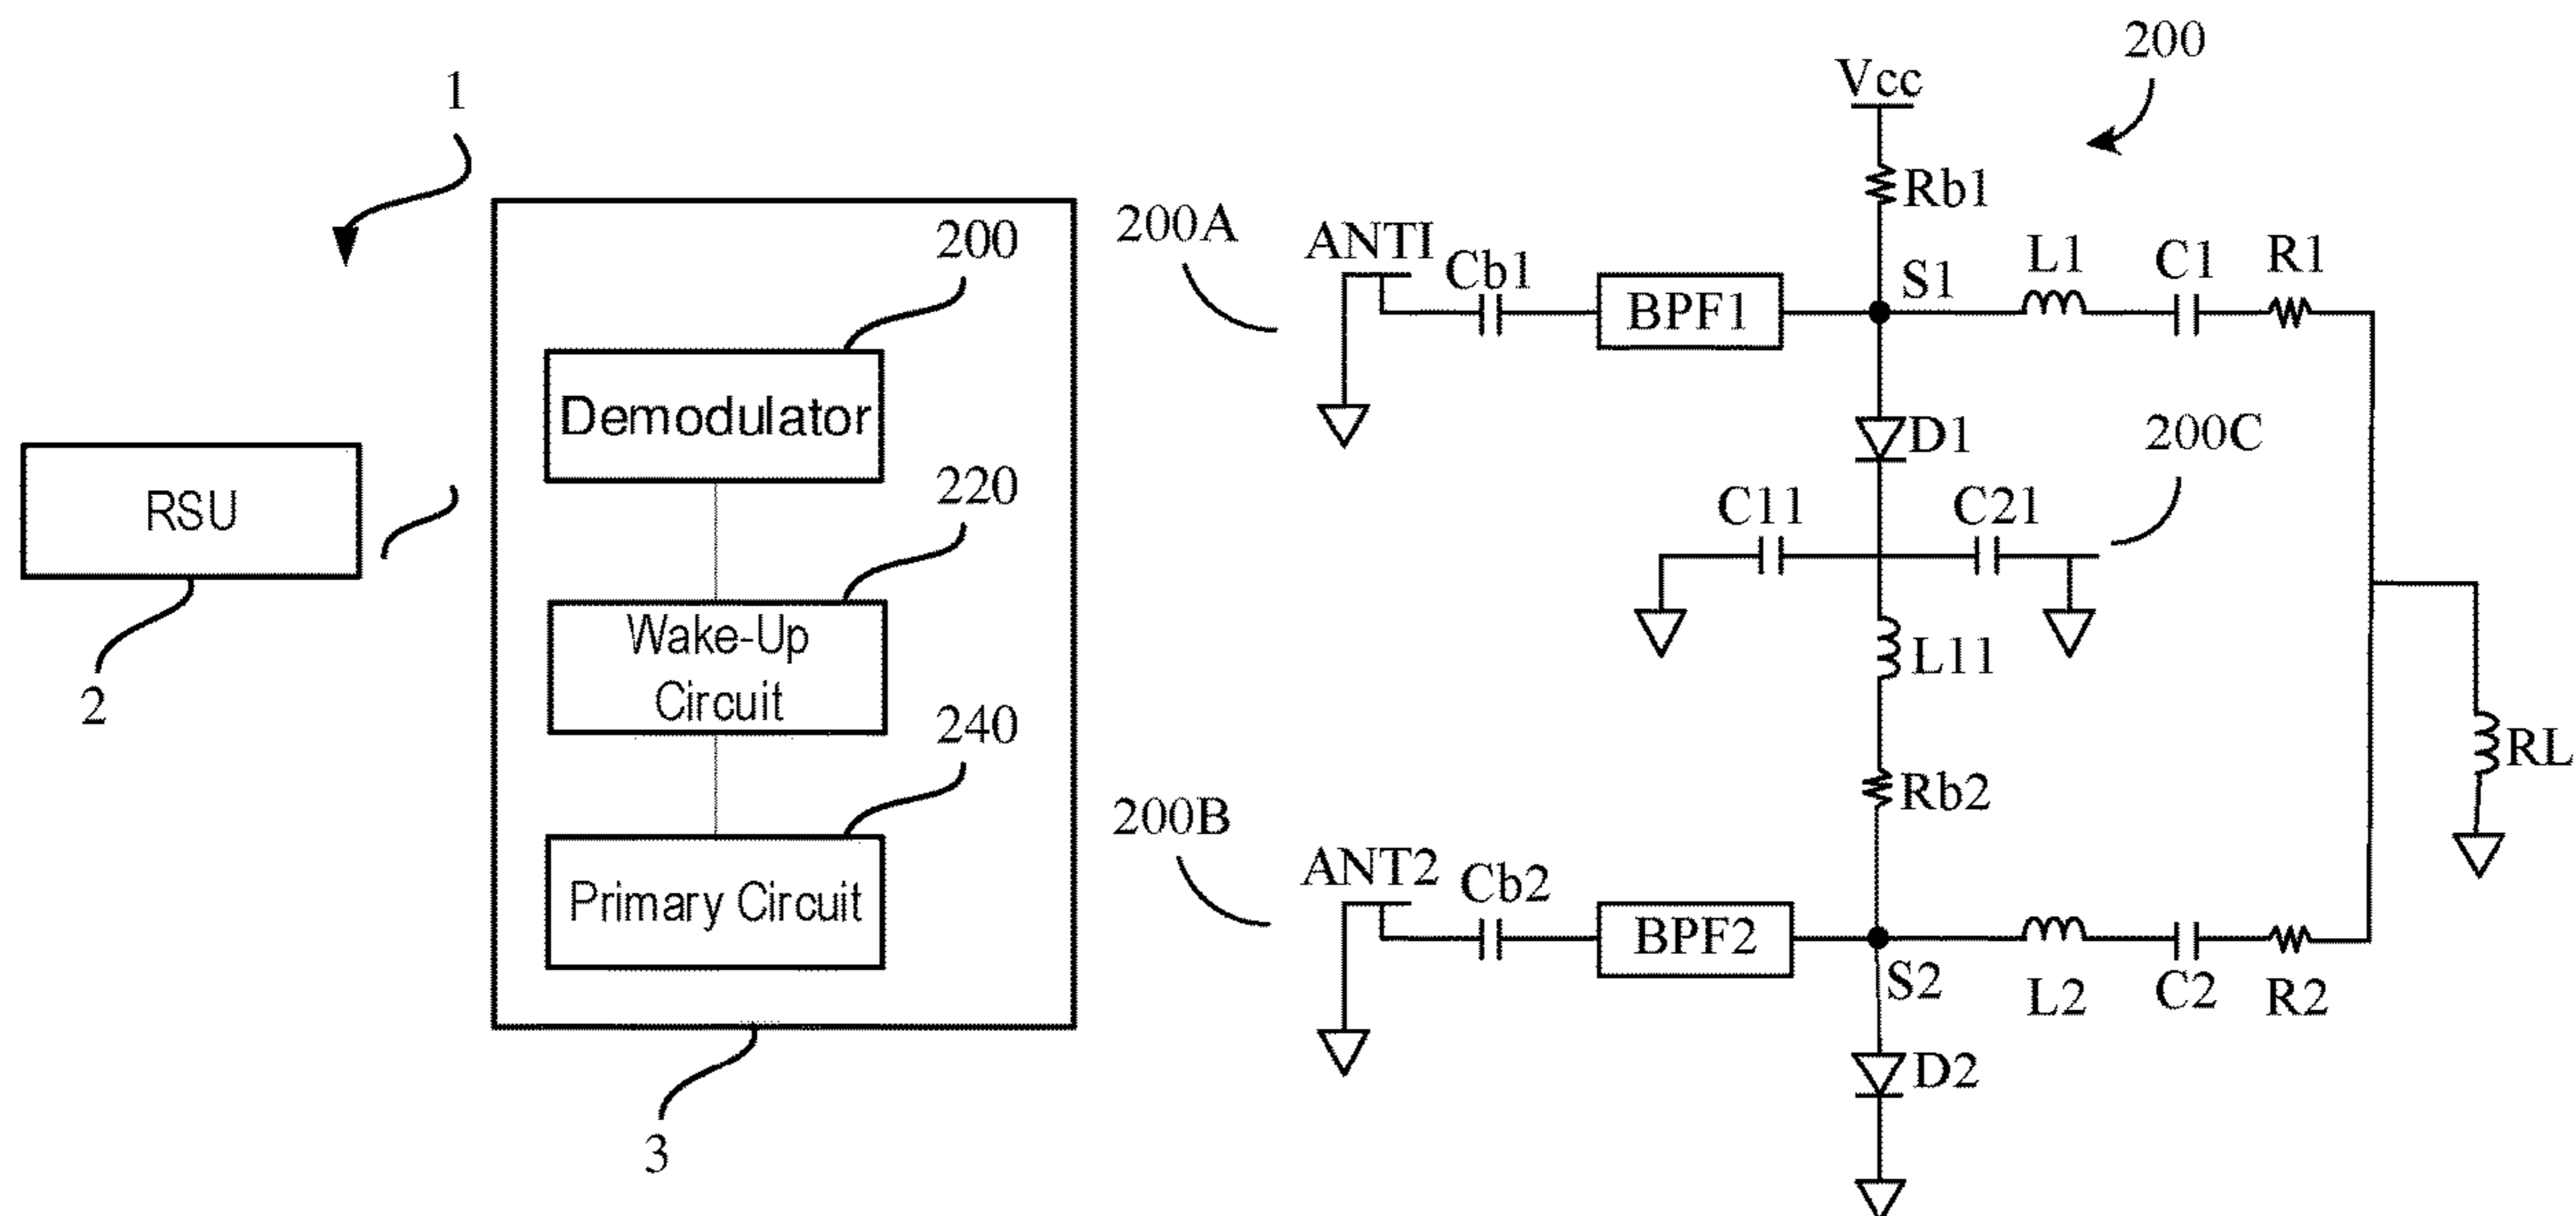 1
RSU
2
200
Demodulator
220
Wake-Up
Circuit
240
Primary Circuit
3
200
Vcc
Rb1
200A
ANTI
Cb1
BPF1
S1
L1
C1
R1
D1
200C
C11
C21
L11
RL
Rb2
200B
ANT2
Cb2
BPF2
S2
L2
C2
R2
D2